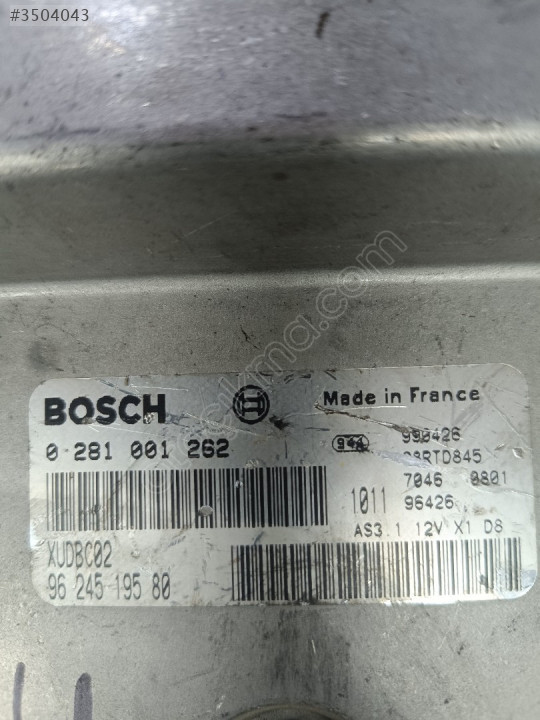 #3504043
BOSCH Made in France
0 281 001 262
990426
28RTD845
7046 0801
1011 96426
AS3.1 12V X1 D8
XUDBC02
96 245 195 80